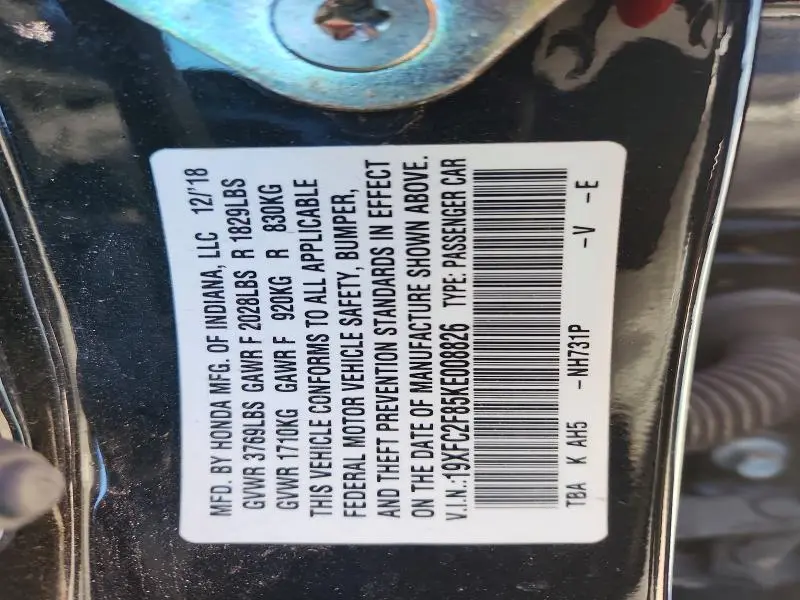 MFD. BY HONDA MFG. OF INDIANA, LLC 12/'18
GVWR 3769LBS GAWR F 2028LBS R 1829LBS
GVWR 1710KG GAWR F 920KG R 830KG
THIS VEHICLE CONFORMS TO ALL APPLICABLE
FEDERAL MOTOR VEHICLE SAFETY, BUMPER,
AND THEFT PREVENTION STANDARDS IN EFFECT
ON THE DATE OF MANUFACTURE SHOWN ABOVE.
V.I.N.:19XFC2F85KE008826 TYPE: PASSENGER CAR
TBA K AH5 -NH731P -V -E